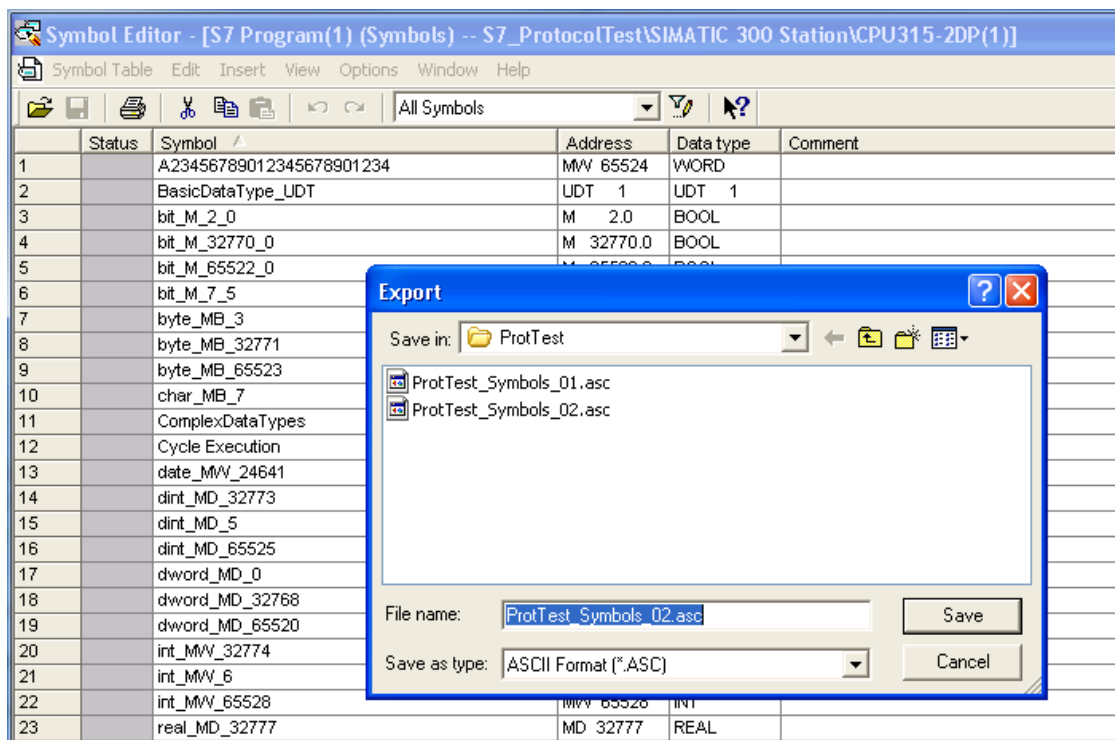 Symbol Editor - [S7 Program(1) (Symbols) -- S7_ProtocolTest\SIMATIC 300 Station\CPU315-2DP(1)]
Symbol Table Edit Insert View Options Window Help
All Symbols
Status Symbol Address Data type Comment
1 A23456789012345678901234 MW 65524 WORD
2 BasicDataType_UDT UDT 1 UDT 1
3 bit_M_2_0 M 2.0 BOOL
4 bit_M_32770_0 M 32770.0 BOOL
5 bit_M_65522_0
6 bit_M_7_5
7 byte_MB_3
8 byte_MB_32771
9 byte_MB_65523
10 char_MB_7
11 ComplexDataTypes
12 Cycle Execution
13 date_MW_24641
14 dint_MD_32773
15 dint_MD_5
16 dint_MD_65525
17 dword_MD_0
18 dword_MD_32768
19 dword_MD_65520
20 int_MW_32774
21 int_MW_6
22 int_MW_65528 MW 65528 INT
23 real_MD_32777 MD 32777 REAL
Export
Save in: ProtTest
ProtTest_Symbols_01.asc
ProtTest_Symbols_02.asc
File name: ProtTest_Symbols_02.asc Save
Save as type: ASCII Format (*.ASC) Cancel